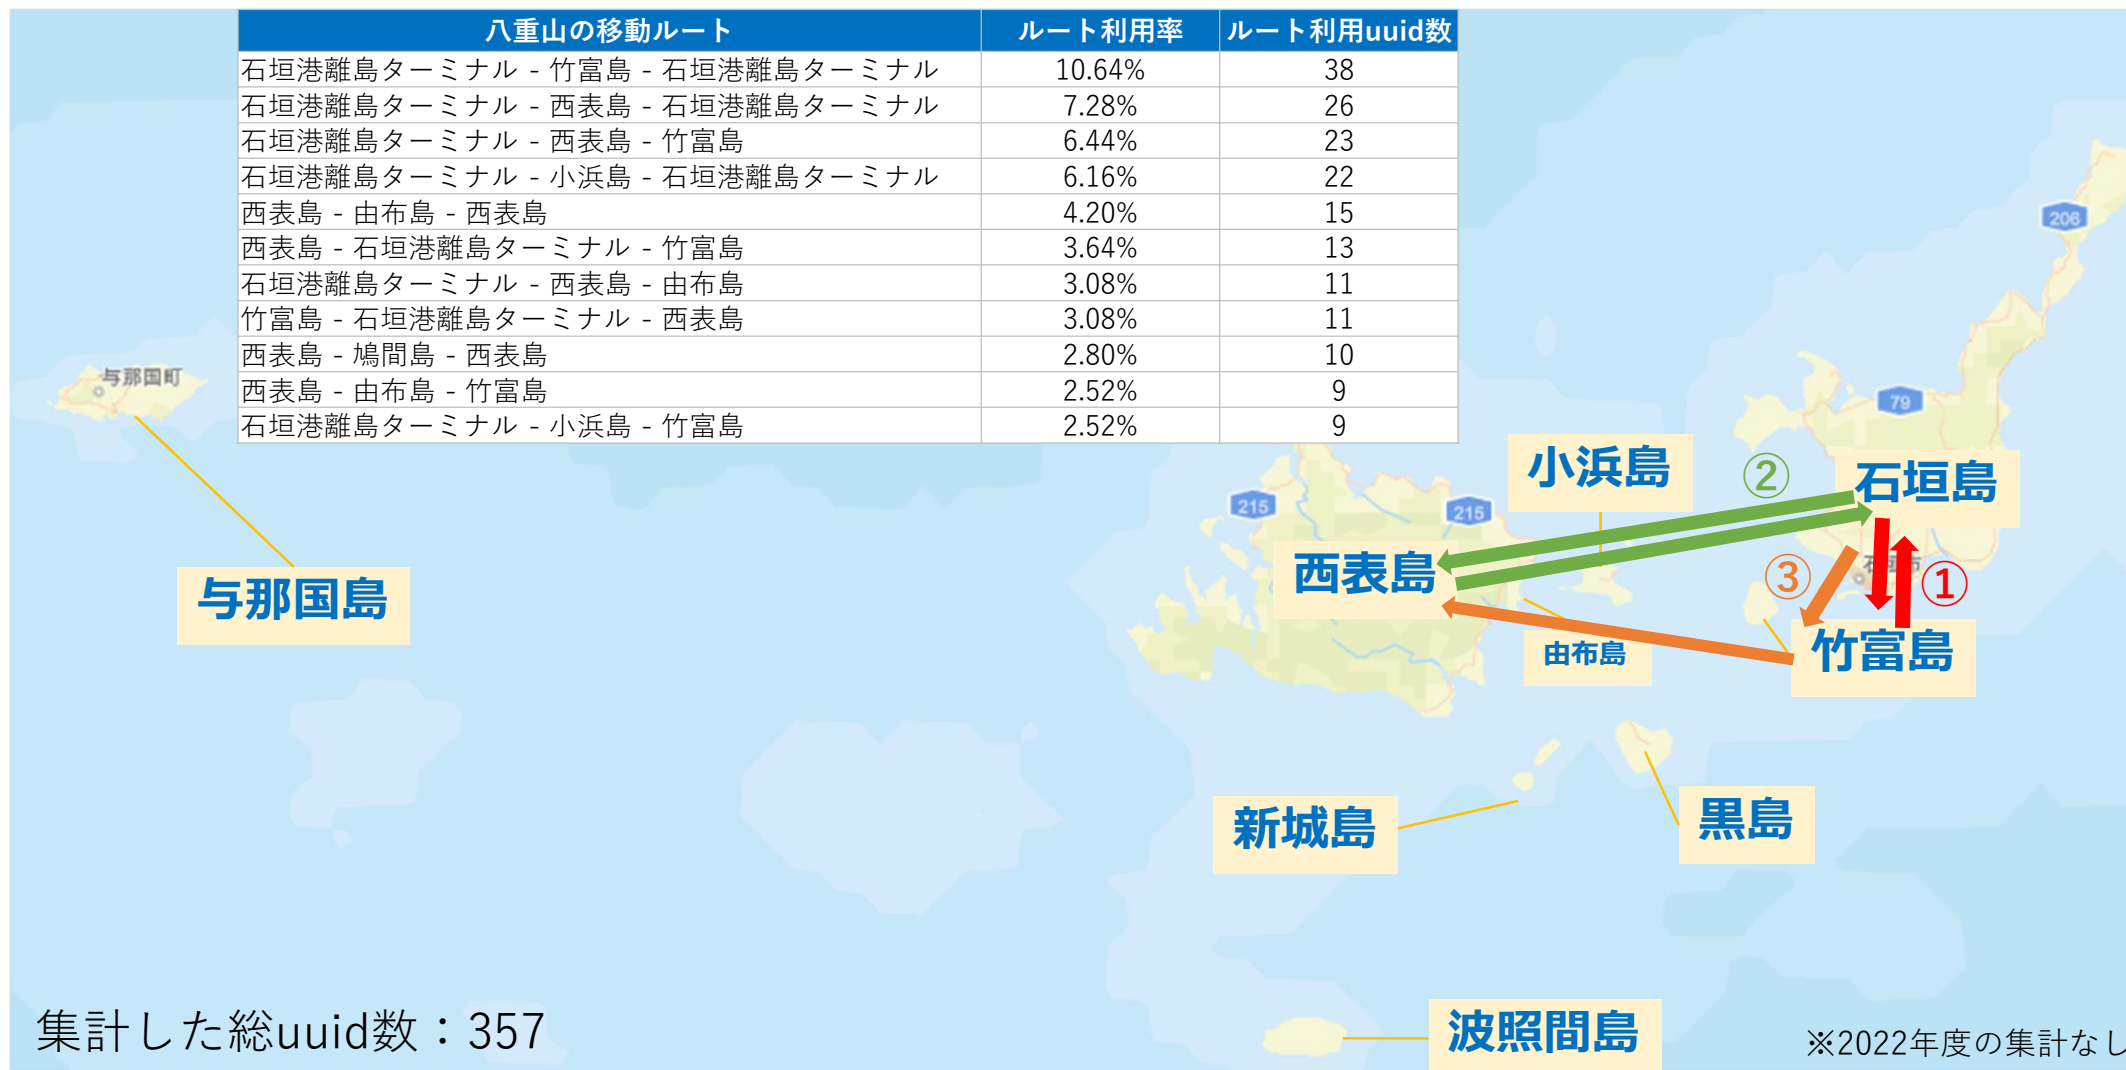 八重山の移動ルート ルート利用率 ルート利用uuid数
石垣港離島ターミナル - 竹富島 - 石垣港離島ターミナル 10.64% 38
石垣港離島ターミナル - 西表島 - 石垣港離島ターミナル 7.28% 26
石垣港離島ターミナル - 西表島 - 竹富島 6.44% 23
石垣港離島ターミナル - 小浜島 - 石垣港離島ターミナル 6.16% 22
西表島 - 由布島 - 西表島 4.20% 15
西表島 - 石垣港離島ターミナル - 竹富島 3.64% 13
石垣港離島ターミナル - 西表島 - 由布島 3.08% 11
竹富島 - 石垣港離島ターミナル - 西表島 3.08% 11
西表島 - 鳩間島 - 西表島 2.80% 10
西表島 - 由布島 - 竹富島 2.52% 9
石垣港離島ターミナル - 小浜島 - 竹富島 2.52% 9
206
与那国町
79
小浜島
②
石垣島
215
215
西表島
③
①
与那国島
由布島
竹富島
新城島
黒島
集計した総uuid数：357
波照間島
※2022年度の集計なし